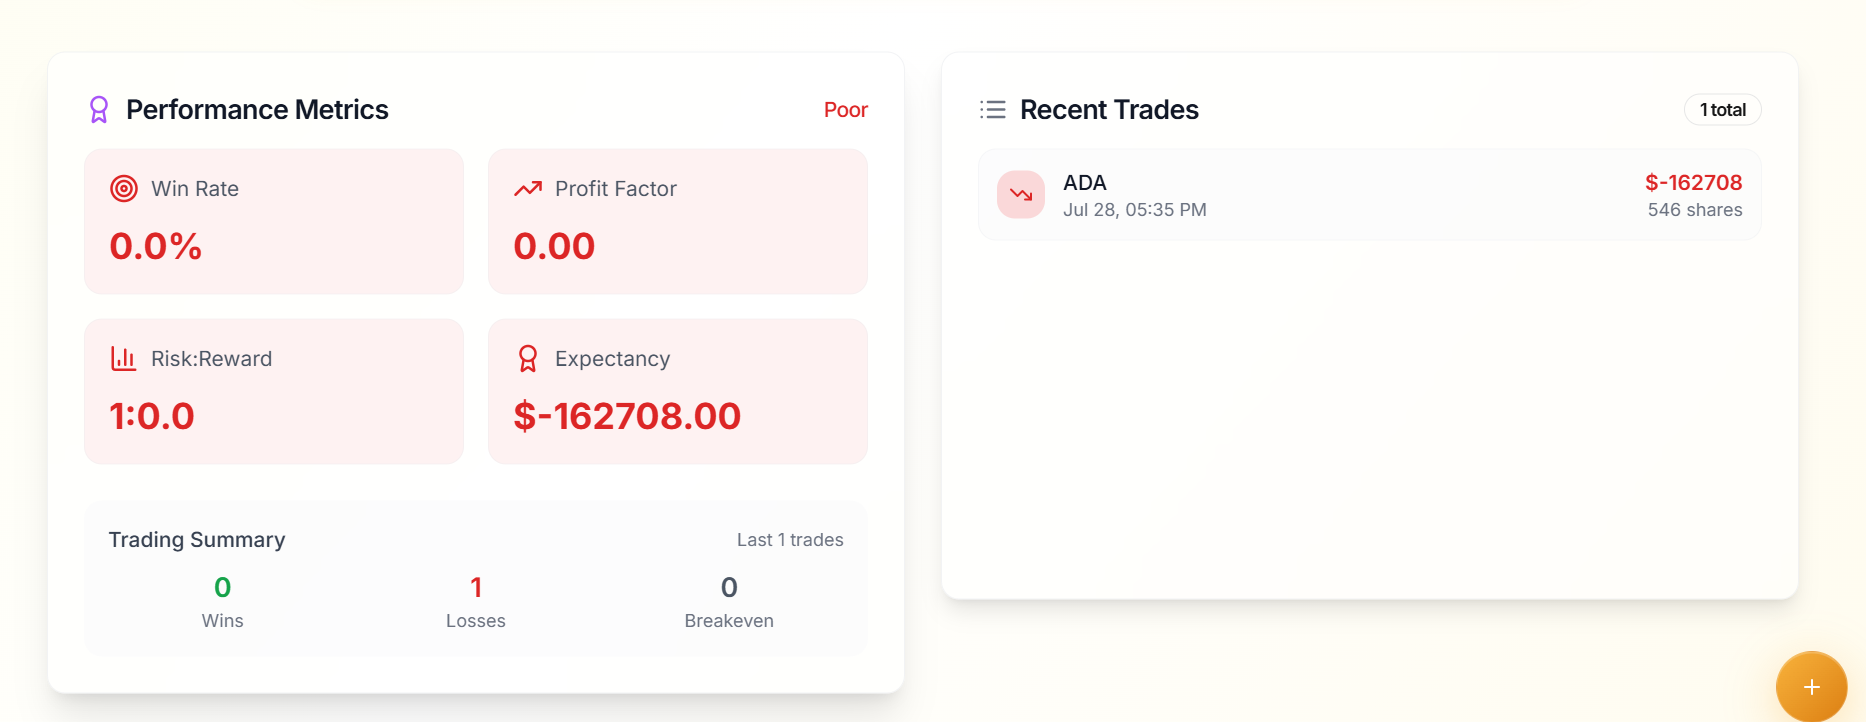 Performance Metrics
Poor
Win Rate
0.0%
Profit Factor
0.00
Risk:Reward
1:0.0
Expectancy
$-162708.00
Trading Summary
Last 1 trades
0
Wins
1
Losses
0
Breakeven
Recent Trades
1 total
ADA
$-162708
Jul 28, 05:35 PM
546 shares